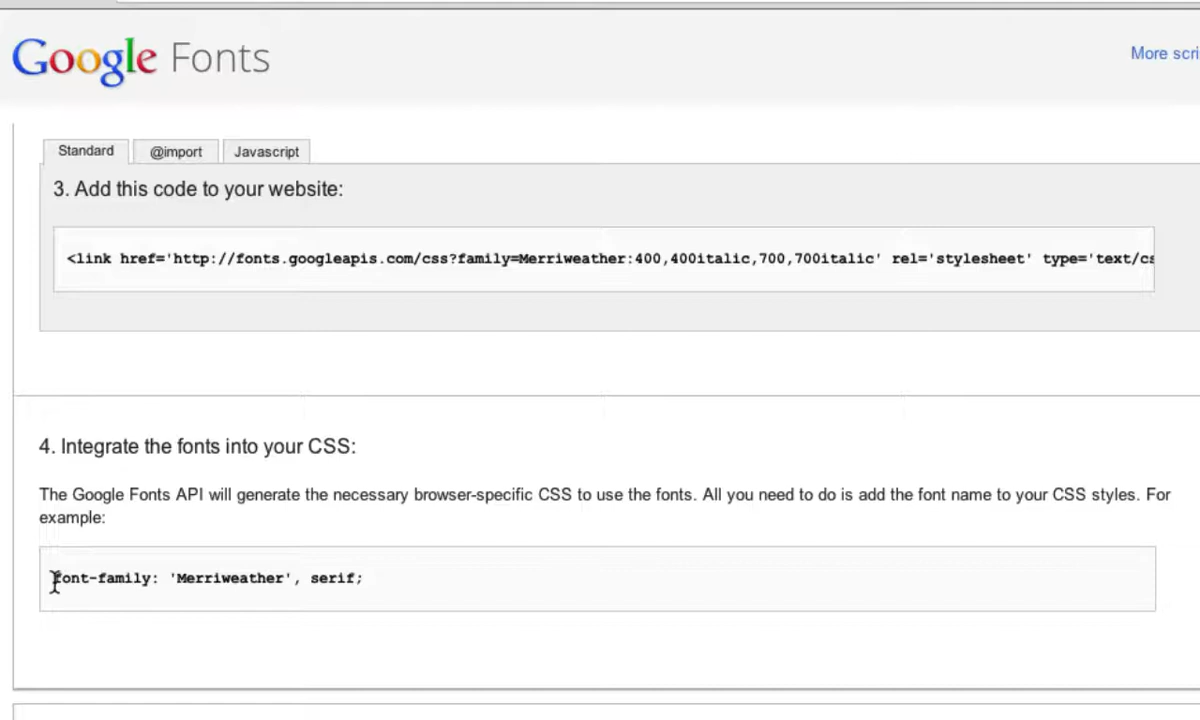 Google Fonts
More scri
Standard
@import
Javascript
3. Add this code to your website:
<link href='http://fonts.googleapis.com/css?family=Merriweather:400,400italic,700,700italic' rel='stylesheet' type='text/cs
4. Integrate the fonts into your CSS:
The Google Fonts API will generate the necessary browser-specific CSS to use the fonts. All you need to do is add the font name to your CSS styles. For
example:
font-family: 'Merriweather', serif;